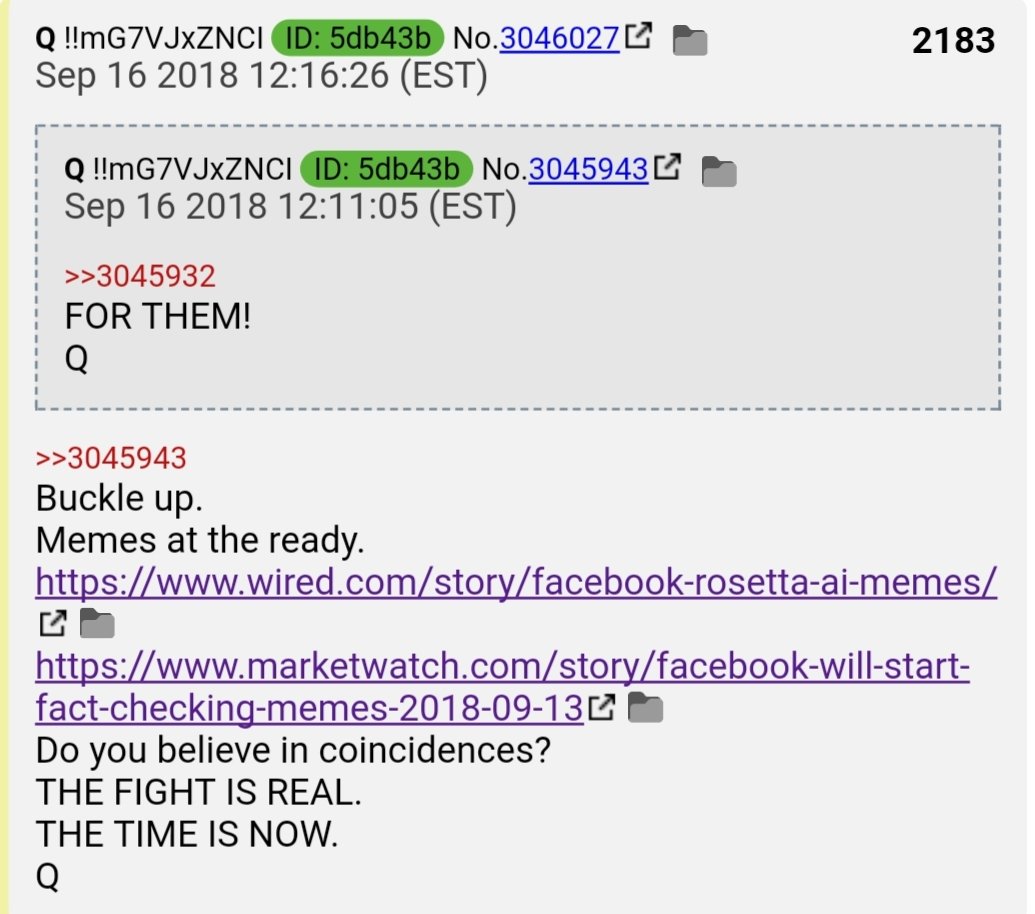 Q !!mG7VJxZNCI ID: 5db43b No.3046027 2183
Sep 16 2018 12:16:26 (EST)
Q !!mG7VJxZNCI ID: 5db43b No.3045943
Sep 16 2018 12:11:05 (EST)
>>3045932
FOR THEM!
Q
>>3045943
Buckle up.
Memes at the ready.
https://www.wired.com/story/facebook-rosetta-ai-memes/
https://www.marketwatch.com/story/facebook-will-start-
fact-checking-memes-2018-09-13
Do you believe in coincidences?
THE FIGHT IS REAL.
THE TIME IS NOW.
Q